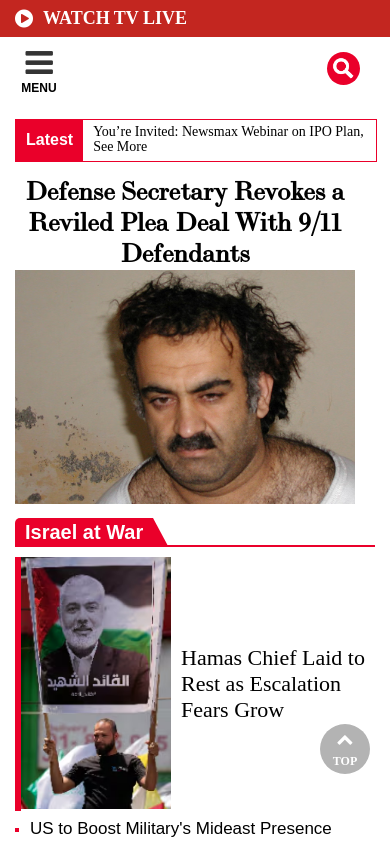 WATCH TV LIVE
MENU
Latest
You’re Invited: Newsmax Webinar on IPO Plan,
See More
Defense Secretary Revokes a
Reviled Plea Deal With 9/11
Defendants
Israel at War
القائد الشهيد
Hamas Chief Laid to
Rest as Escalation
Fears Grow
TOP
US to Boost Military's Mideast Presence